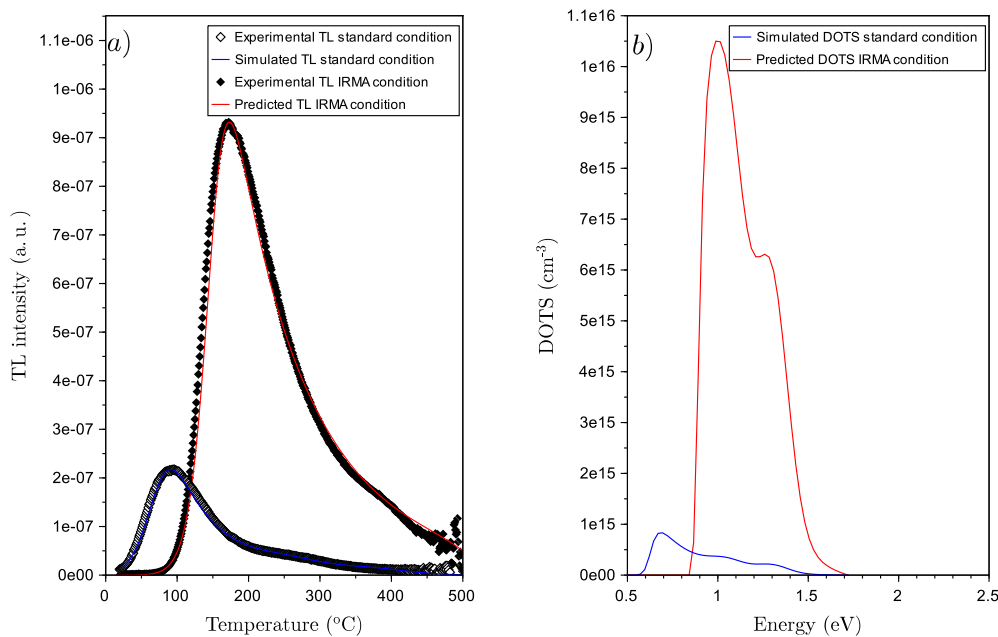 a)
Experimental TL standard condition
Simulated TL standard condition
Experimental TL IRMA condition
Predicted TL IRMA condition
1.1e-06
1e-06
9e-07
8e-07
7e-07
6e-07
5e-07
4e-07
3e-07
2e-07
1e-07
0e00
TL intensity (a. u. )
0
100
200
300
400
500
Temperature (ºC)
b)
Simulated DOTS standard condition
Predicted DOTS IRMA condition
1.1e16
1e16
9e15
8e15
7e15
6e15
5e15
4e15
3e15
2e15
1e15
0e00
DOTS (cm-3)
0.5
1
1.5
2
2.5
Energy (eV)